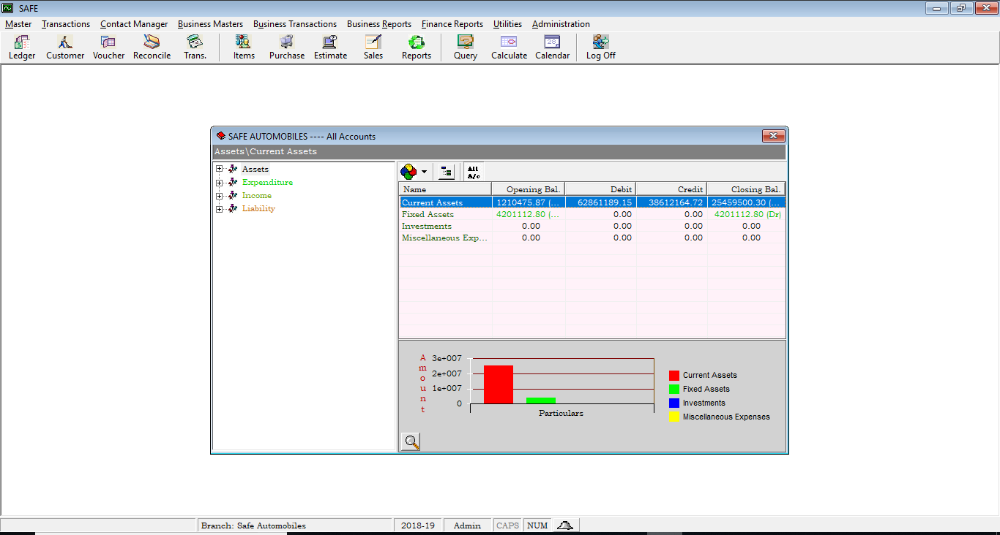 SAFE
Master Transactions Contact Manager Business Masters Business Transactions Business Reports Finance Reports Utilities Administration
Ledger Customer Voucher Reconcile Trans. Items Purchase Estimate Sales Reports Query Calculate Calendar Log Off
SAFE AUTOMOBILES ---- All Accounts
Assets\Current Assets
Assets
Expenditure
Income
Liability
All
A/c
Name Opening Bal. Debit Credit Closing Bal.
Current Assets 1210475.87 (... 62861189.15 38612164.72 25459500.30 (...
Fixed Assets 4201112.80 (... 0.00 0.00 4201112.80 (Dr)
Investments 0.00 0.00 0.00 0.00
Miscellaneous Exp... 0.00 0.00 0.00 0.00
Amount
3e+007
2e+007
1e+007
0
Particulars
Current Assets
Fixed Assets
Investments
Miscellaneous Expenses
Branch: Safe Automobiles 2018-19 Admin CAPS NUM